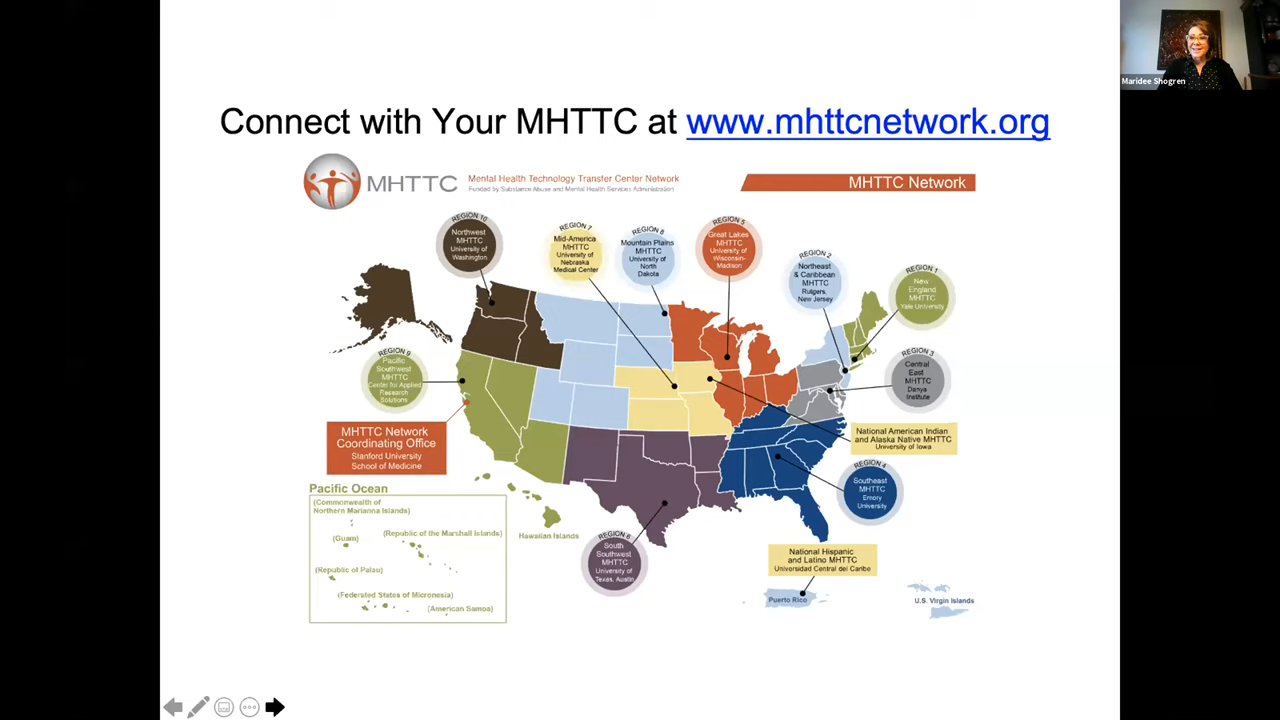 Maridee Shogren
Connect with Your MHTTC at www.mhttcnetwork.org
MHTTC
Mental Health Technology Transfer Center Network
Funded by Substance Abuse and Mental Health Services Administration
MHTTC Network
REGION 10
Northwest
MHTTC
University of
Washington
REGION 7
Mid-America
MHTTC
University of
Nebraska
Medical Center
REGION 8
Mountain Plains
MHTTC
University of
North
Dakota
REGION 5
Great Lakes
MHTTC
University of
Wisconsin-
Madison
REGION 2
Northeast
& Caribbean
MHTTC
Rutgers,
New Jersey
REGION 1
New
England
MHTTC
Yale University
REGION 9
Pacific
Southwest
MHTTC
Center for Applied
Research
Solutions
REGION 3
Central
East
MHTTC
Danya
Institute
MHTTC Network
Coordinating Office
Stanford University
School of Medicine
National American Indian
and Alaska Native MHTTC
University of Iowa
REGION 4
Southeast
MHTTC
Emory
University
Pacific Ocean
(Commonwealth of
Northern Marianna Islands)
(Guam)
(Republic of the Marshall Islands)
(Republic of Palau)
(Federated States of Micronesia)
(American Samoa)
Hawaiian Islands
REGION 6
South
Southwest
MHTTC
University of
Texas, Austin
National Hispanic
and Latino MHTTC
Universidad Central del Caribe
Puerto Rico
U.S. Virgin Islands